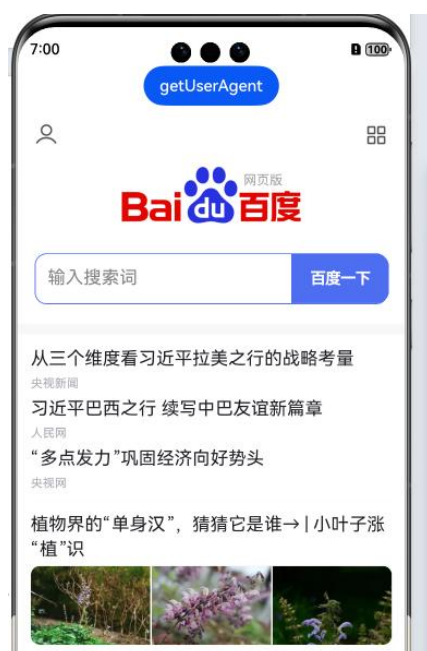 7:00
100
getUserAgent
网页版
Bai du 百度
输入搜索词
百度一下
从三个维度看习近平拉美之行的战略考量
央视新闻
习近平巴西之行 续写中巴友谊新篇章
人民网
“多点发力”巩固经济向好势头
央视网
植物界的“单身汉”，猜猜它是谁→ | 小叶子涨
“植”识